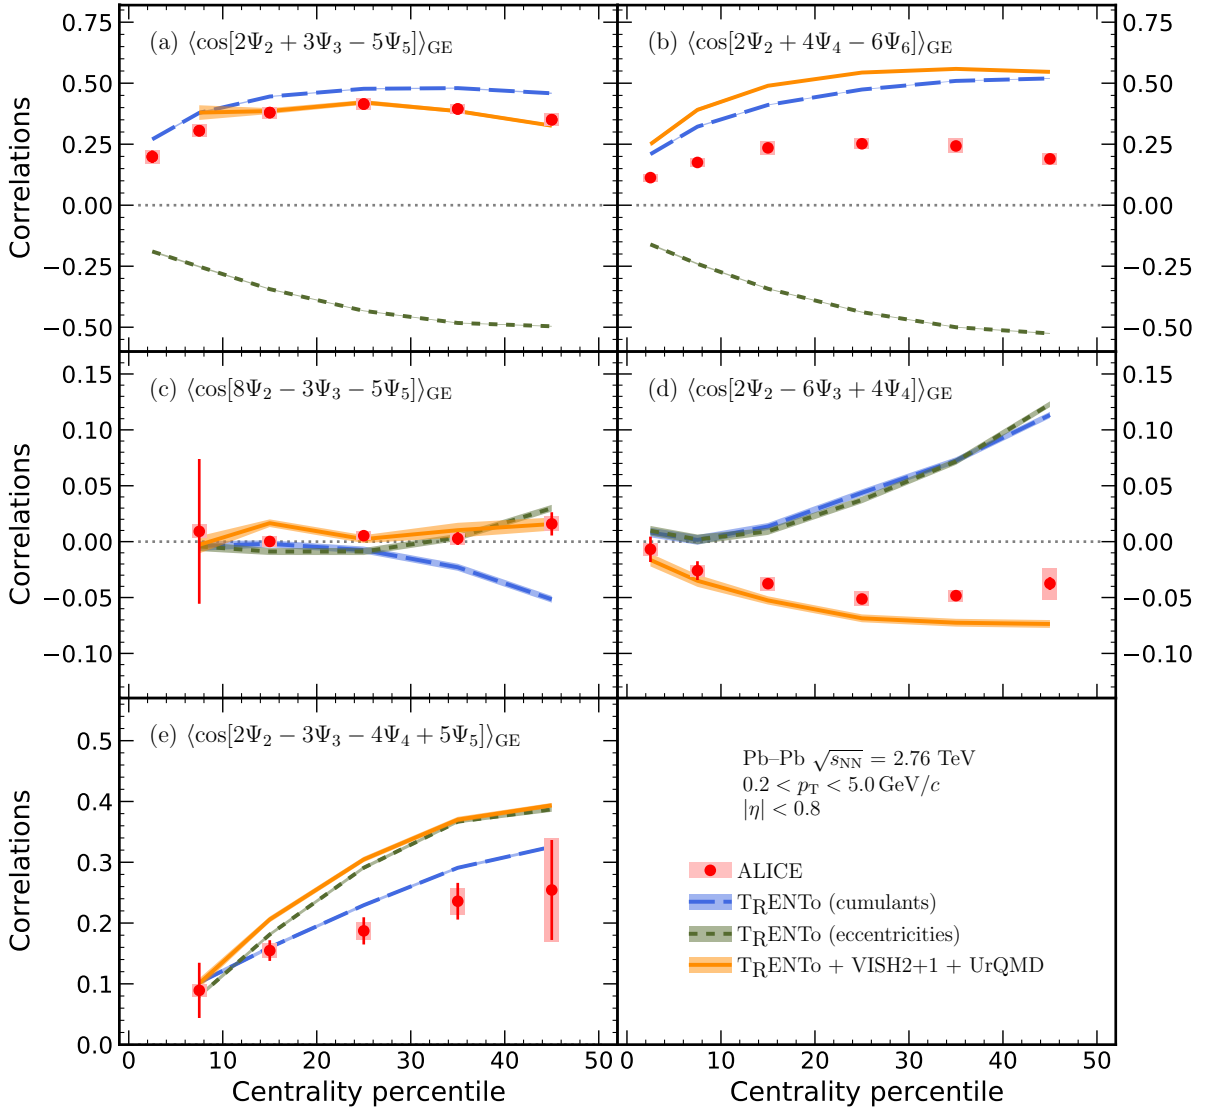 (a) ⟨cos[2Ψ₂ + 3Ψ₃ − 5Ψ₅]⟩GE
(b) ⟨cos[2Ψ₂ + 4Ψ₄ − 6Ψ₆]⟩GE
Correlations
0.75
0.50
0.25
0.00
−0.25
−0.50
0.75
0.50
0.25
0.00
−0.25
−0.50
(c) ⟨cos[8Ψ₂ − 3Ψ₃ − 5Ψ₅]⟩GE
(d) ⟨cos[2Ψ₂ − 6Ψ₃ + 4Ψ₄]⟩GE
Correlations
0.15
0.10
0.05
0.00
−0.05
−0.10
0.15
0.10
0.05
0.00
−0.05
−0.10
(e) ⟨cos[2Ψ₂ − 3Ψ₃ − 4Ψ₄ + 5Ψ₅]⟩GE
Correlations
0.5
0.4
0.3
0.2
0.1
0.0
0 10 20 30 40 50
Centrality percentile
Pb–Pb √sNN = 2.76 TeV
0.2 < pT < 5.0 GeV/c
|η| < 0.8
ALICE
TRENTo (cumulants)
TRENTo (eccentricities)
TRENTo + VISH2+1 + UrQMD
0 10 20 30 40 50
Centrality percentile